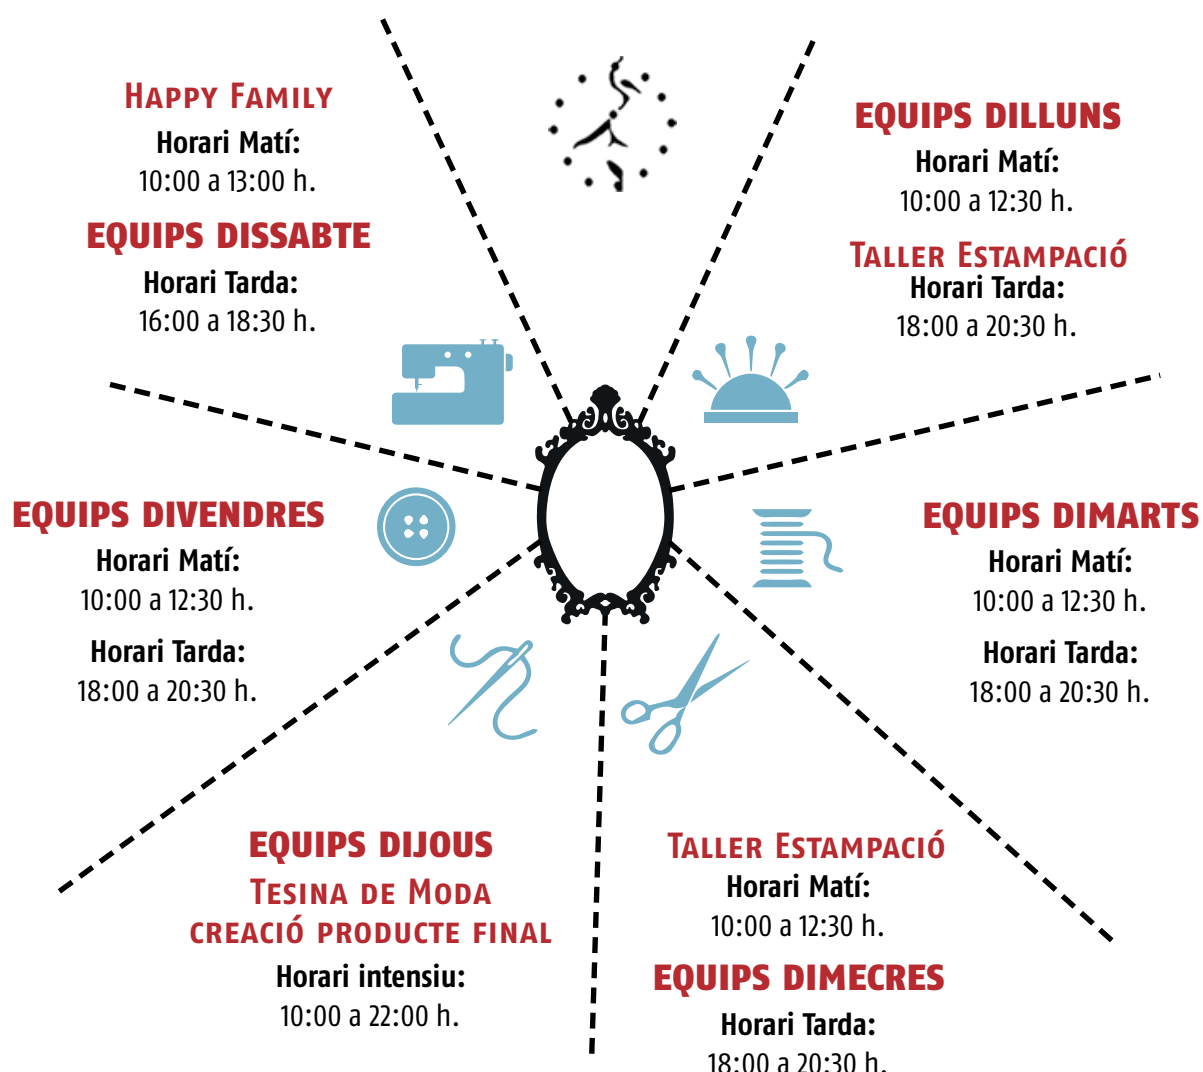 Happy Family
Horari Matí:
10:00 a 13:00 h.
EQUIPS DISSABTE
Horari Tarda:
16:00 a 18:30 h.
EQUIPS DILLUNS
Horari Matí:
10:00 a 12:30 h.
Taller Estampació
Horari Tarda:
18:00 a 20:30 h.
EQUIPS DIVENDRES
Horari Matí:
10:00 a 12:30 h.
Horari Tarda:
18:00 a 20:30 h.
EQUIPS DIMARTS
Horari Matí:
10:00 a 12:30 h.
Horari Tarda:
18:00 a 20:30 h.
EQUIPS DIJOUS
Tesina de Moda
creació producte final
Horari intensiu:
10:00 a 22:00 h.
Taller Estampació
Horari Matí:
10:00 a 12:30 h.
EQUIPS DIMECRES
Horari Tarda:
18:00 a 20:30 h.